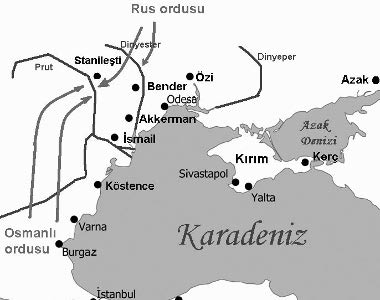 Rus ordusu
Dinyester
Stanileşti
Prut
Dinyeper
Bender
Özi
Azak
Odesa
Akkerman
Azak
Denizi
İsmail
Kırım
Kerç
Sivastapol
Köstence
Yalta
Osmanlı
ordusu
Varna
Karadeniz
Burgaz
İstanbul